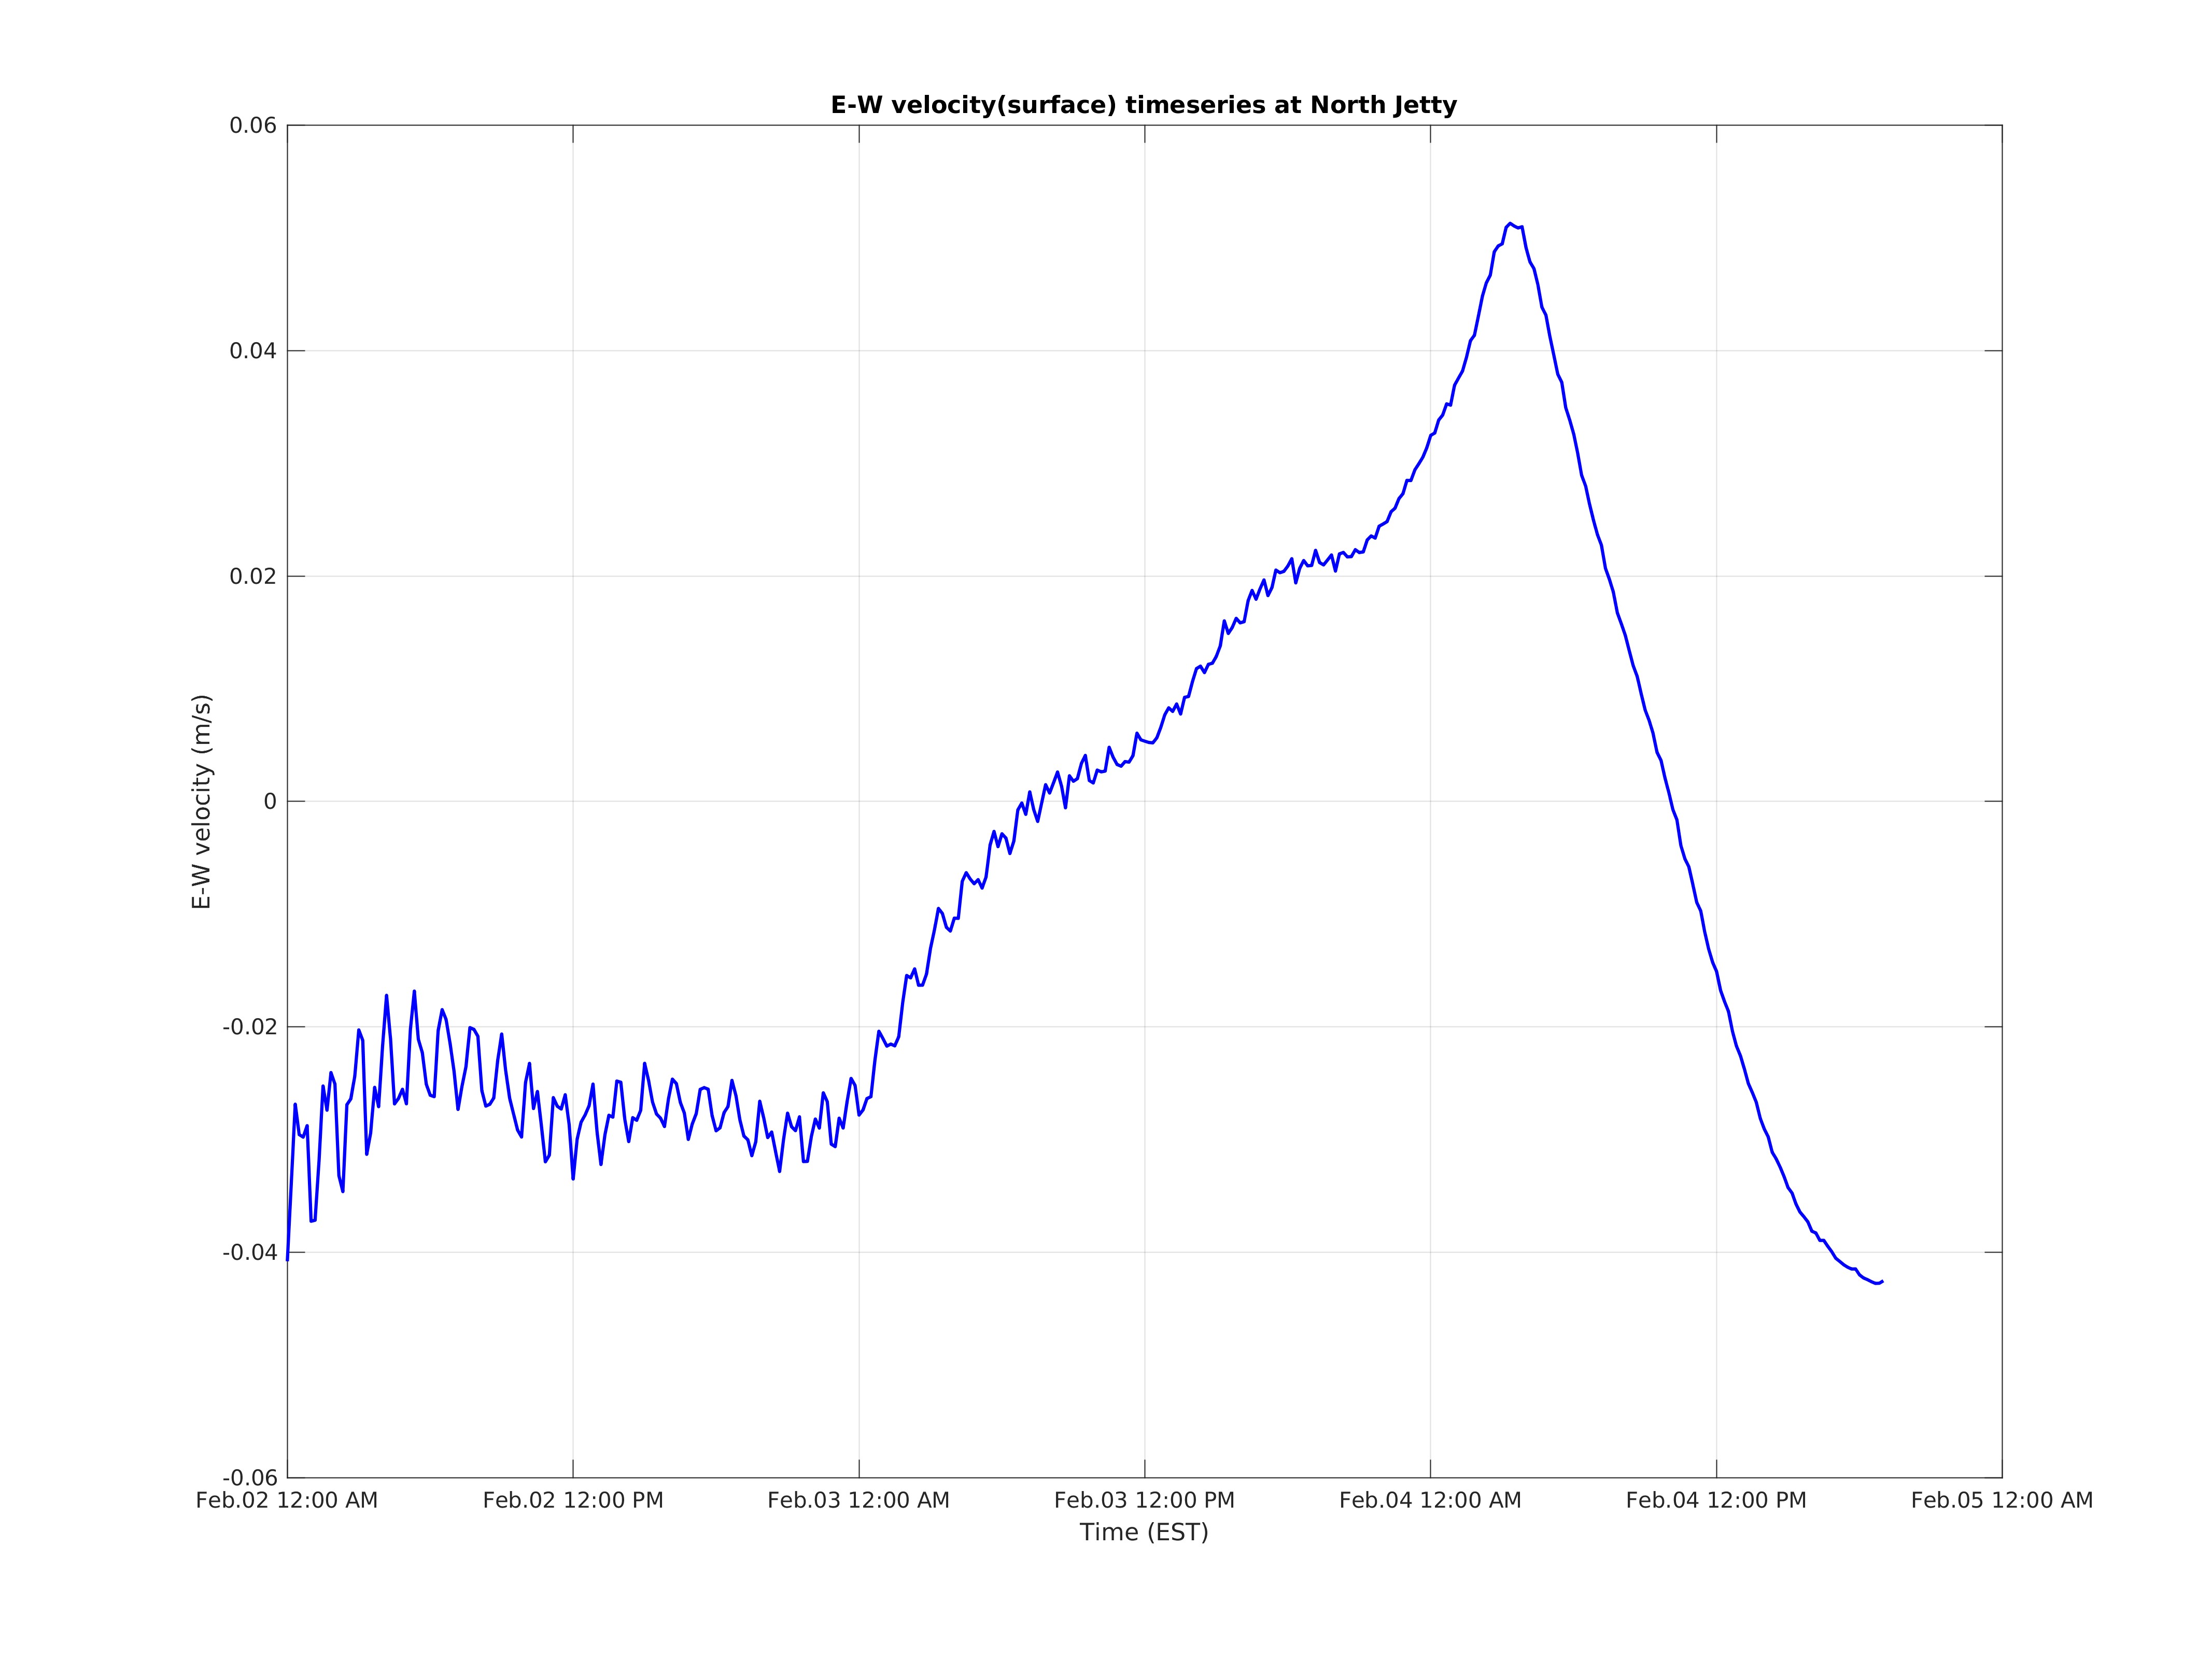 E-W velocity(surface) timeseries at North Jetty
0.06
0.04
0.02
0
-0.02
-0.04
-0.06
E-W velocity (m/s)
Feb.02 12:00 AM Feb.02 12:00 PM Feb.03 12:00 AM Feb.03 12:00 PM Feb.04 12:00 AM Feb.04 12:00 PM Feb.05 12:00 AM
Time (EST)